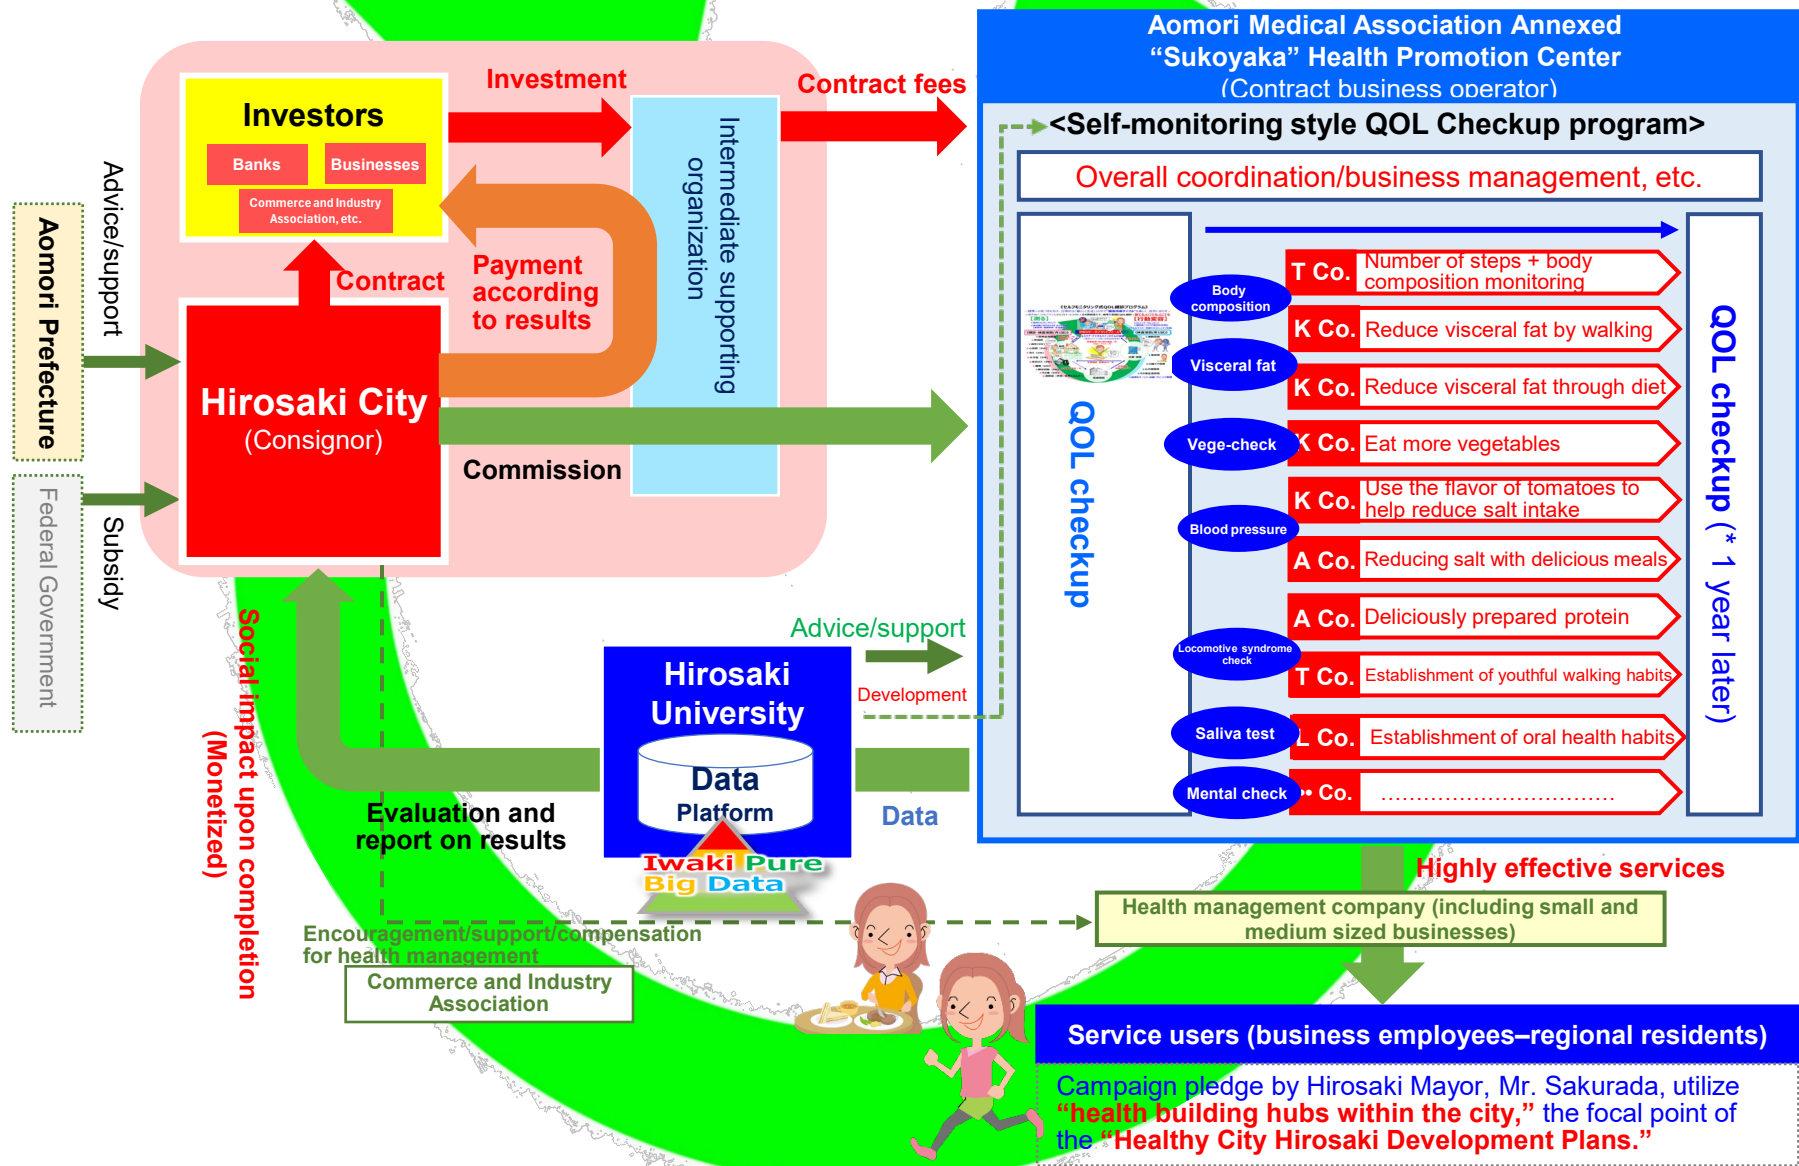 Aomori Medical Association Annexed
“Sukoyaka” Health Promotion Center
(Contract business operator)
Investment
Contract fees
Investors
Banks
Businesses
Commerce and Industry
Association, etc.
Intermediate supporting
organization
Advice/support
Aomori Prefecture
Contract
Payment
according
to results
Hirosaki City
(Consignor)
Commission
Federal Government
Subsidy
<Self-monitoring style QOL Checkup program>
Overall coordination/business management, etc.
QOL checkup
Body
composition
Visceral fat
Vege-check
Blood pressure
Locomotive syndrome
check
Saliva test
Mental check
T Co.
Number of steps + body
composition monitoring
K Co.
Reduce visceral fat by walking
K Co.
Reduce visceral fat through diet
K Co.
Eat more vegetables
K Co.
Use the flavor of tomatoes to
help reduce salt intake
A Co.
Reducing salt with delicious meals
A Co.
Deliciously prepared protein
T Co.
Establishment of youthful walking habits
L Co.
Establishment of oral health habits
•• Co.
................................
QOL checkup (* 1 year later)
Social impact upon completion
(Monetized)
Advice/support
Development
Hirosaki
University
Data
Platform
Iwaki Pure
Big Data
Data
Evaluation and
report on results
Encouragement/support/compensation
for health management
Commerce and Industry
Association
Highly effective services
Health management company (including small and
medium sized businesses)
Service users (business employees–regional residents)
Campaign pledge by Hirosaki Mayor, Mr. Sakurada, utilize
“health building hubs within the city,” the focal point of
the “Healthy City Hirosaki Development Plans.”